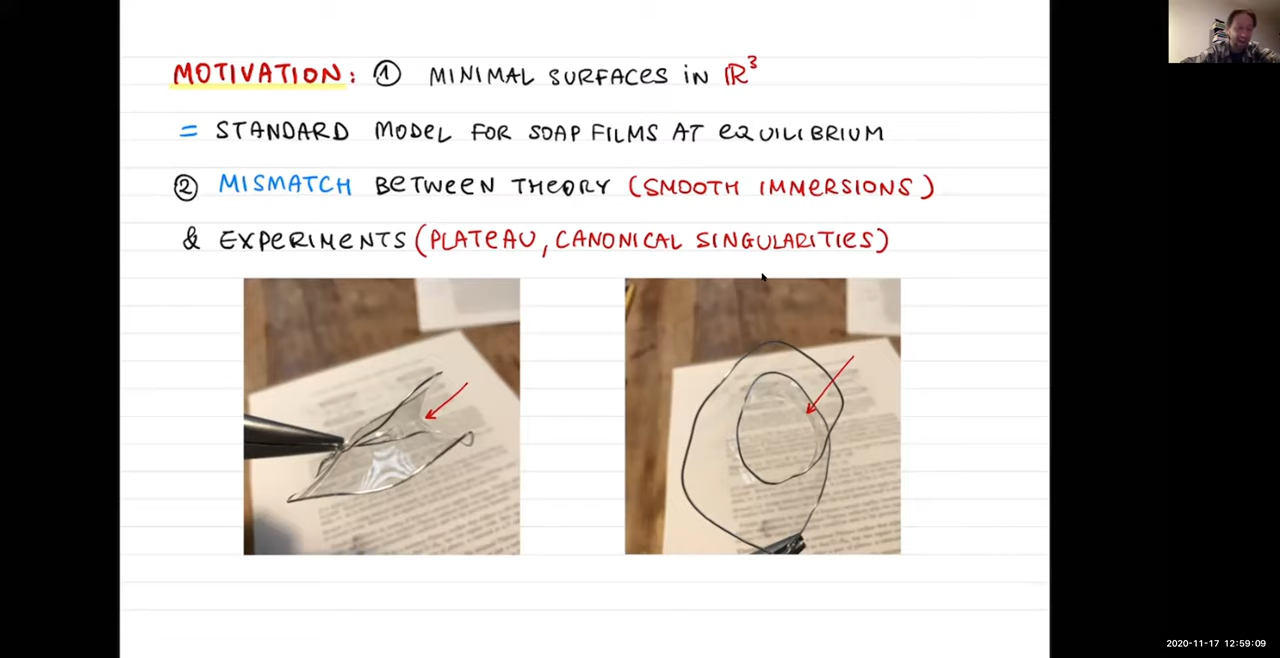 MOTIVATION: ① MINIMAL SURFACES IN ℝ³
= STANDARD MODEL FOR SOAP FILMS AT EQUILIBRIUM
② MISMATCH BETWEEN THEORY (SMOOTH IMMERSIONS)
& EXPERIMENTS (PLATEAU, CANONICAL SINGULARITIES)
2020-11-17 12:59:09